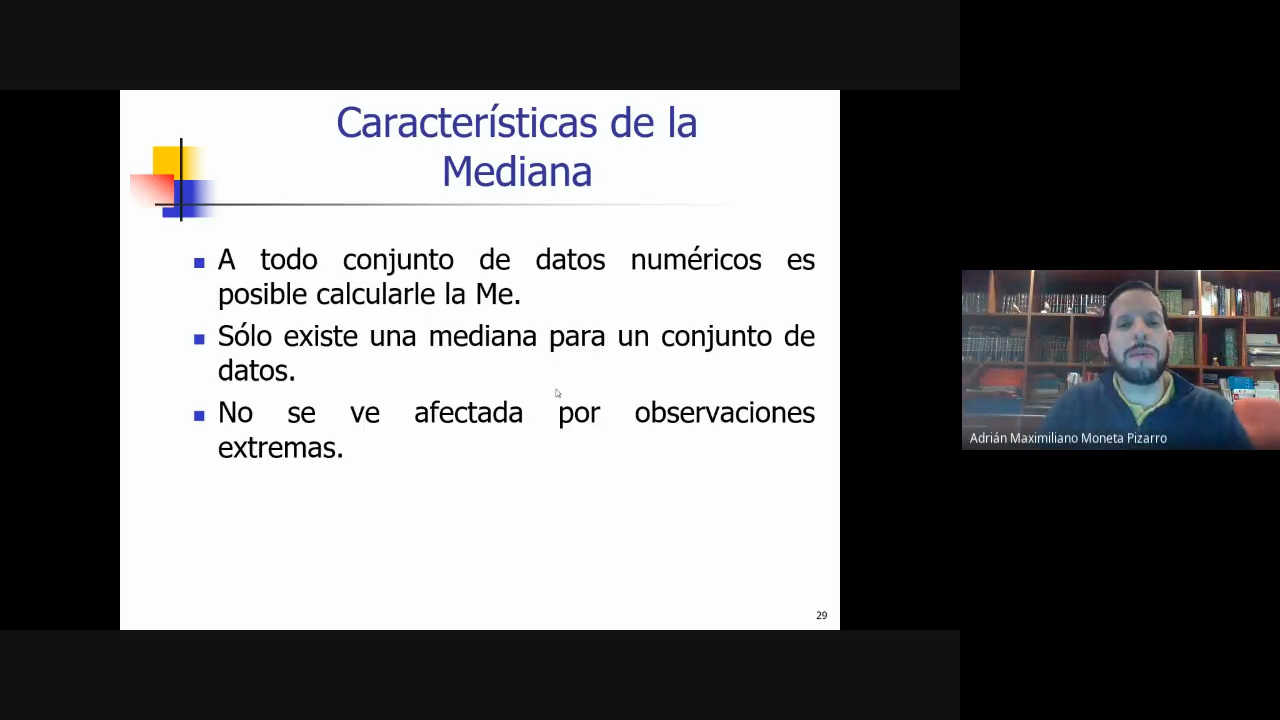 Características de la
Mediana
A todo conjunto de datos numéricos es
posible calcularle la Me.
Sólo existe una mediana para un conjunto de
datos.
No se ve afectada por observaciones
extremas.
29
Adrián Maximiliano Moneta Pizarro